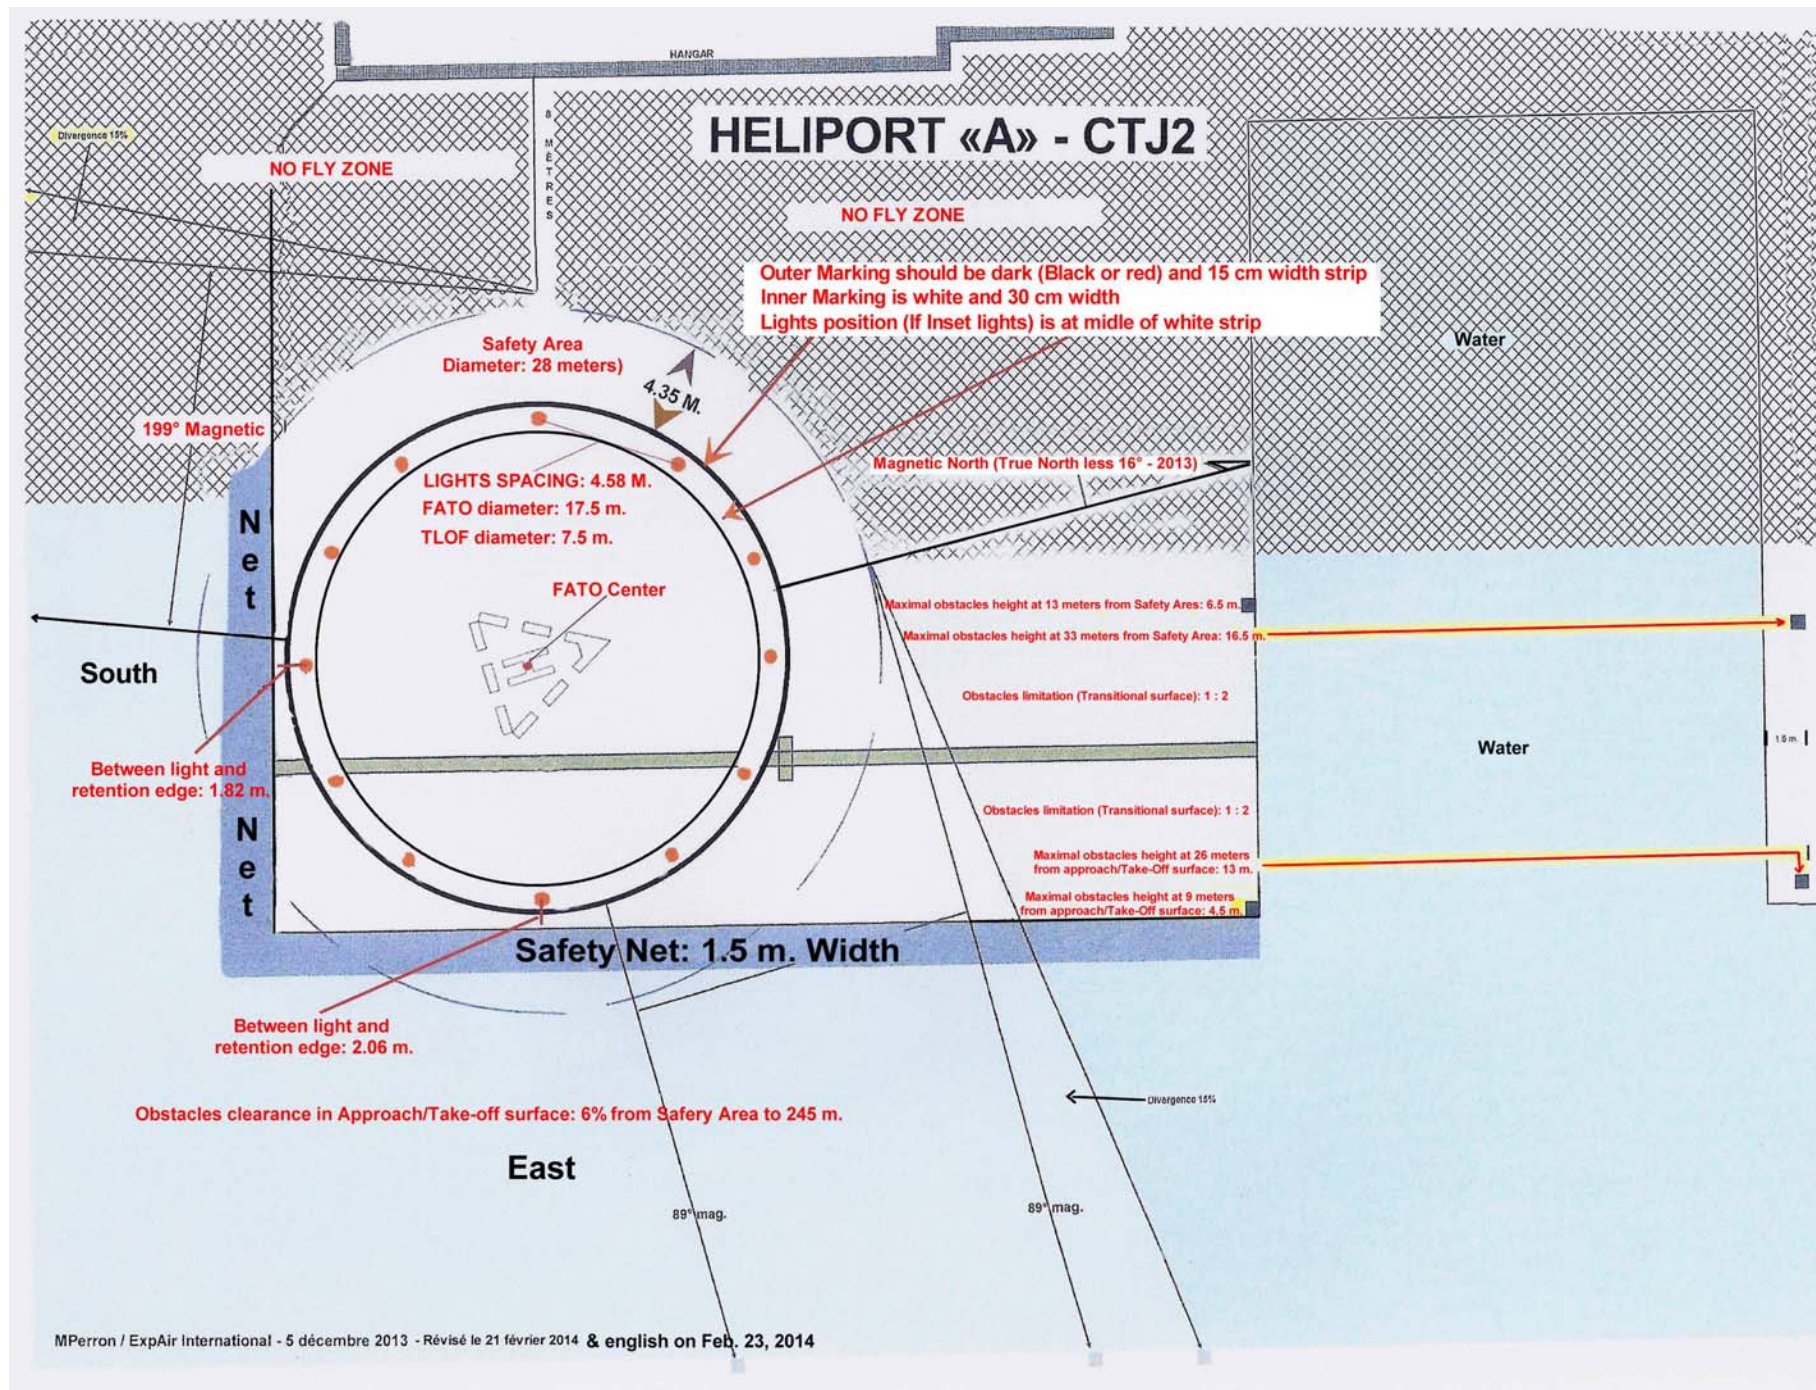 HANGAR
Divergence 15%
8 MÈTRES
HELIPORT «A» - CTJ2
NO FLY ZONE
NO FLY ZONE
Outer Marking should be dark (Black or red) and 15 cm width strip
Inner Marking is white and 30 cm width
Lights position (If Inset lights) is at midle of white strip
Water
Safety Area
Diameter: 28 meters)
4.35 M.
199° Magnetic
Magnetic North (True North less 16° - 2013)
LIGHTS SPACING: 4.58 M.
FATO diameter: 17.5 m.
TLOF diameter: 7.5 m.
Net
FATO Center
H
Maximal obstacles height at 13 meters from Safety Ares: 6.5 m.
Maximal obstacles height at 33 meters from Safety Area: 16.5 m.
South
Obstacles limitation (Transitional surface): 1 : 2
Water
1.5 m.
Between light and
retention edge: 1.82 m.
Net
Obstacles limitation (Transitional surface): 1 : 2
Maximal obstacles height at 26 meters
from approach/Take-Off surface: 13 m.
Maximal obstacles height at 9 meters
from approach/Take-Off surface: 4.5 m.
Safety Net: 1.5 m. Width
Between light and
retention edge: 2.06 m.
Divergence 15%
Obstacles clearance in Approach/Take-off surface: 6% from Safery Area to 245 m.
East
89° mag.
89° mag.
MPerron / ExpAir International - 5 décembre 2013 - Révisé le 21 février 2014 & english on Feb. 23, 2014